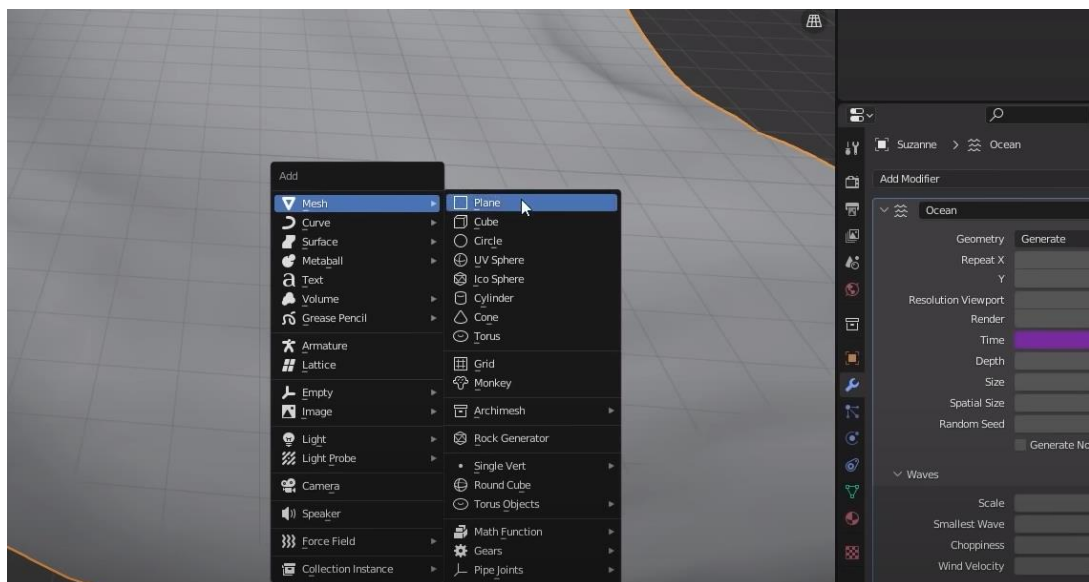 Add
Mesh
Curve
Surface
Metaball
Text
Volume
Grease Pencil
Armature
Lattice
Empty
Image
Light
Light Probe
Camera
Speaker
Force Field
Collection Instance
Plane
Cube
Circle
UV Sphere
Ico Sphere
Cylinder
Cone
Torus
Grid
Monkey
Archimesh
Rock Generator
Single Vert
Round Cube
Torus Objects
Math Function
Gears
Pipe Joints
Suzanne > Ocean
Add Modifier
Ocean
Geometry Generate
Repeat X
Y
Resolution Viewport
Render
Time
Depth
Size
Spatial Size
Random Seed
Generate No
Waves
Scale
Smallest Wave
Choppiness
Wind Velocity